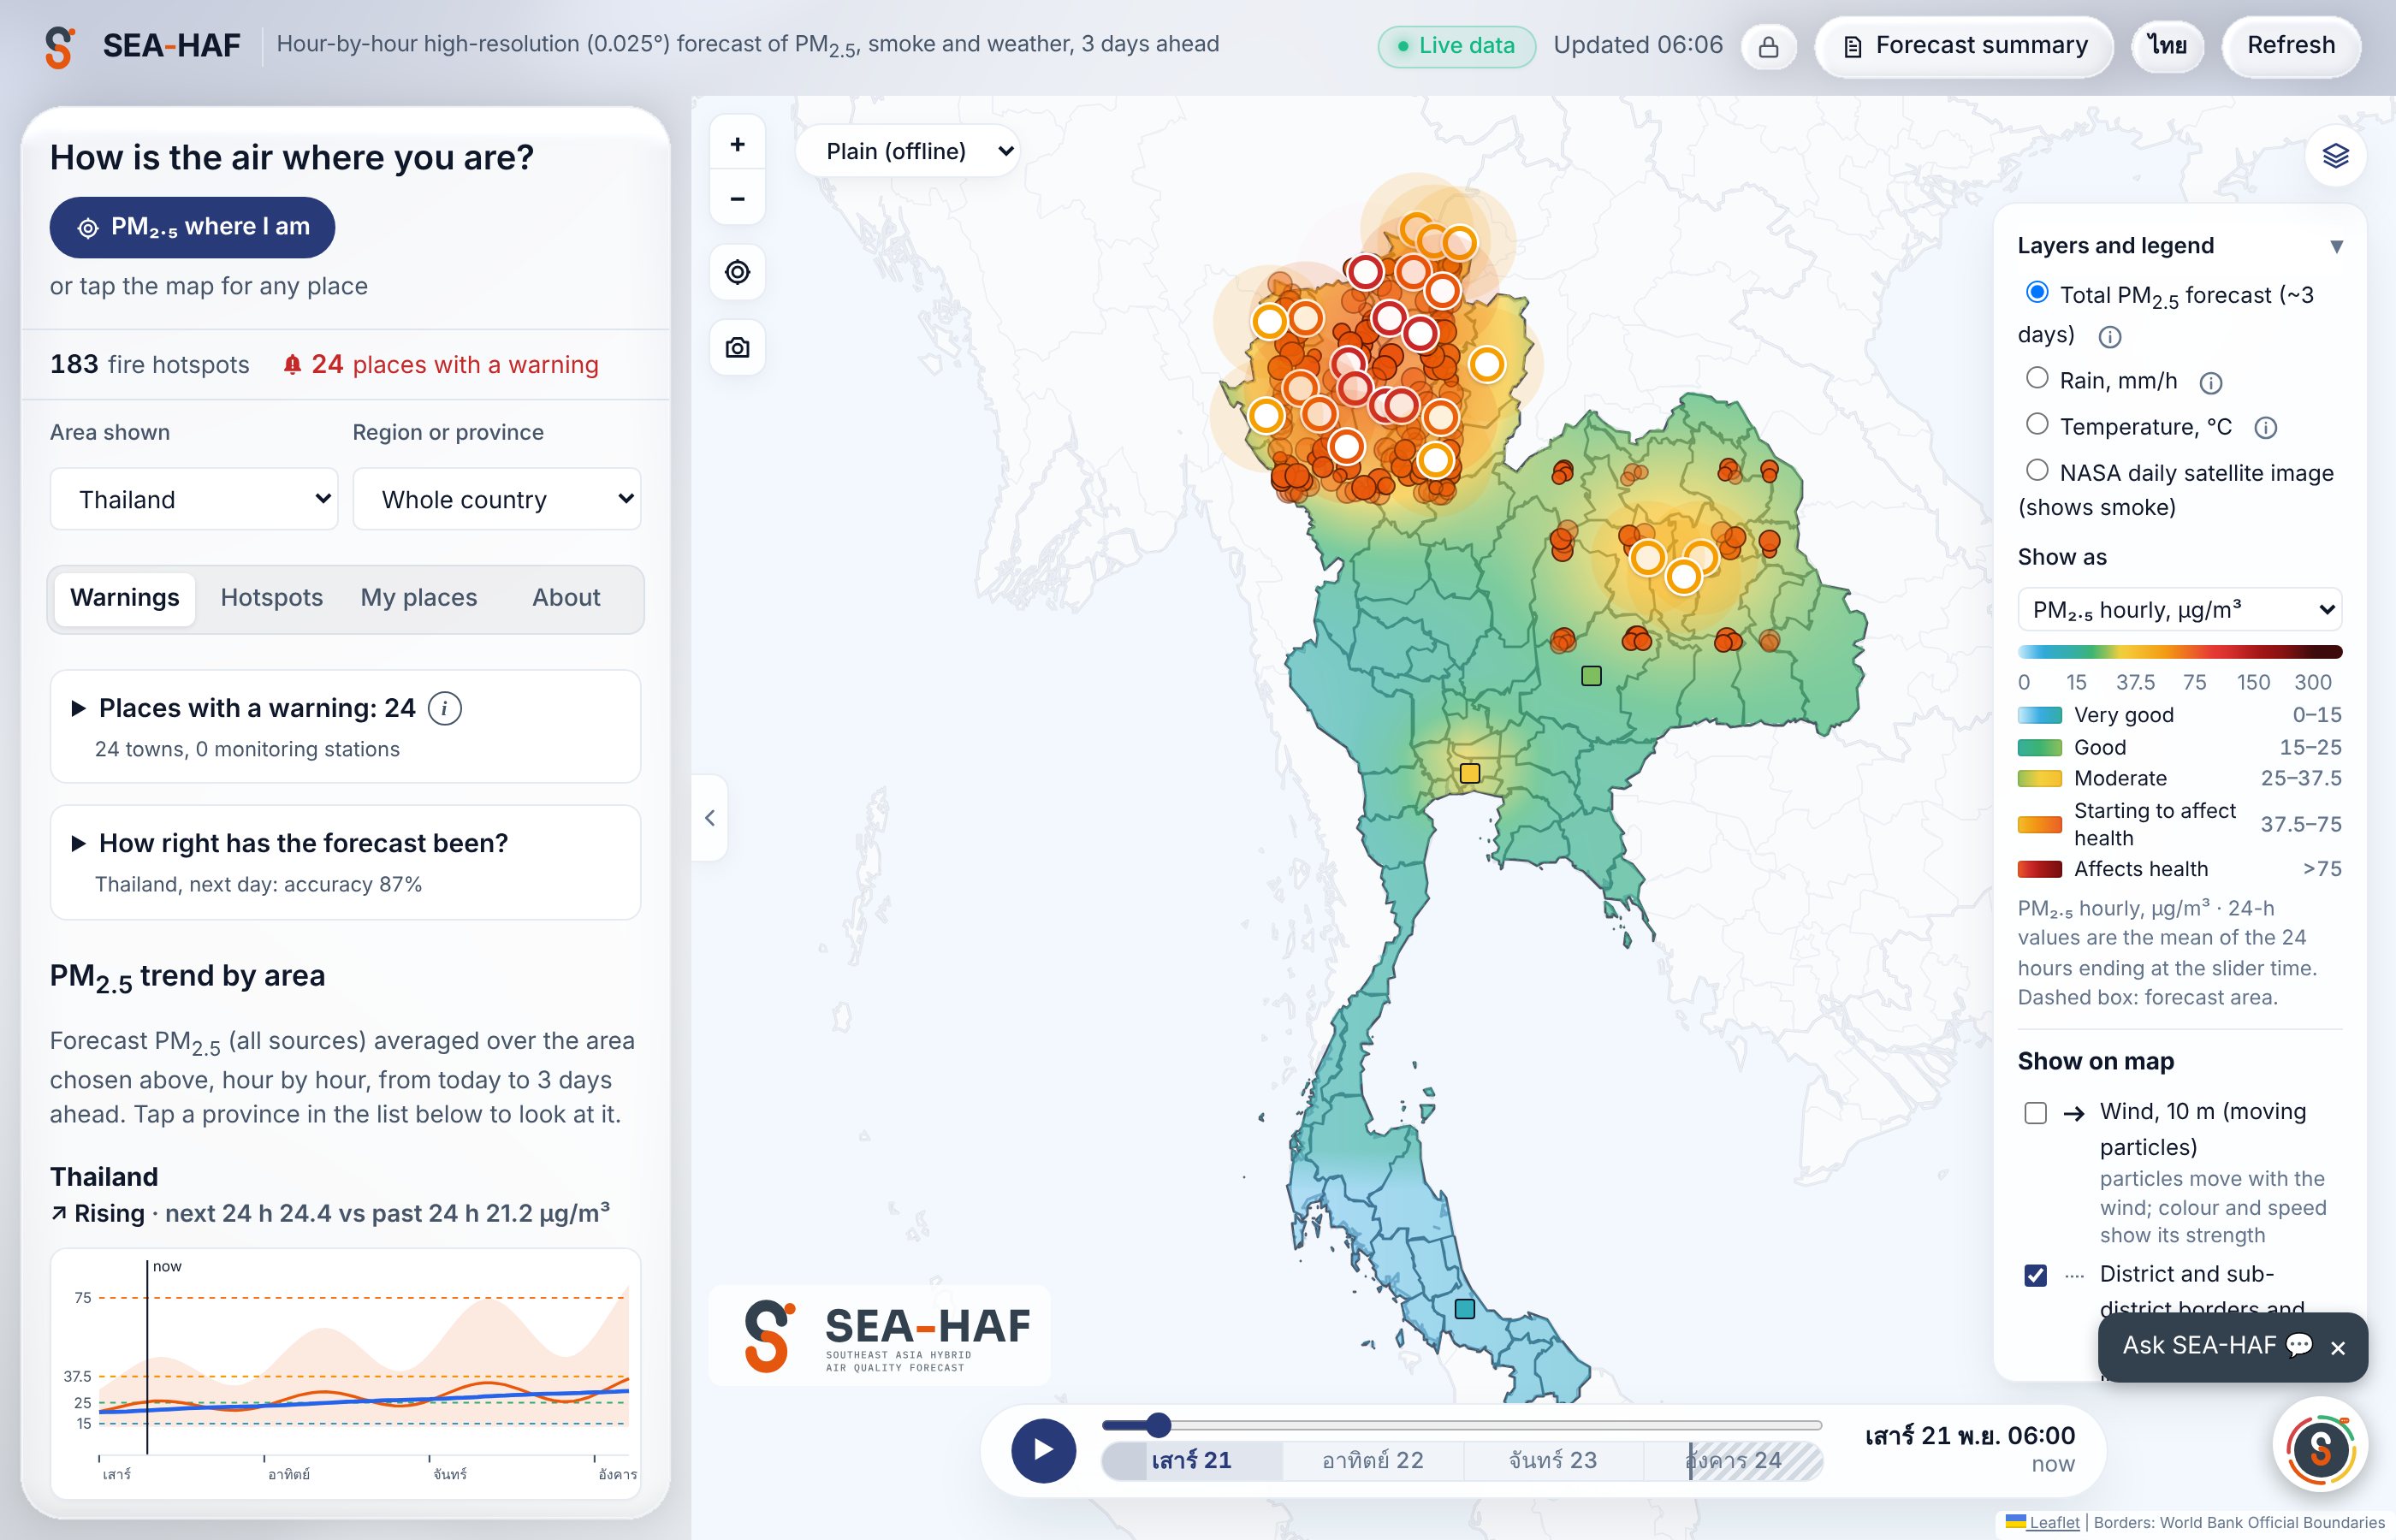 SEA-HAF
Hour-by-hour high-resolution (0.025°) forecast of PM2.5, smoke and weather, 3 days ahead
Live data
Updated 06:06
Forecast summary
ไทย
Refresh
How is the air where you are?
PM₂.₅ where I am
or tap the map for any place
183 fire hotspots
24 places with a warning
Area shown
Region or province
Thailand
Whole country
Warnings
Hotspots
My places
About
Places with a warning: 24
24 towns, 0 monitoring stations
How right has the forecast been?
Thailand, next day: accuracy 87%
PM2.5 trend by area
Forecast PM2.5 (all sources) averaged over the area
chosen above, hour by hour, from today to 3 days
ahead. Tap a province in the list below to look at it.
Thailand
↗ Rising · next 24 h 24.4 vs past 24 h 21.2 µg/m³
now
75
37.5
25
15
เสาร์
อาทิตย์
จันทร์
อังคาร
+
−
Plain (offline)
SEA-HAF
SOUTHEAST ASIA HYBRID
AIR QUALITY FORECAST
Layers and legend
Total PM2.5 forecast (~3
days)
Rain, mm/h
Temperature, °C
NASA daily satellite image
(shows smoke)
Show as
PM₂.₅ hourly, µg/m³
0 15 37.5 75 150 300
Very good 0–15
Good 15–25
Moderate 25–37.5
Starting to affect
health 37.5–75
Affects health >75
PM₂.₅ hourly, µg/m³ · 24-h
values are the mean of the 24
hours ending at the slider time.
Dashed box: forecast area.
Show on map
Wind, 10 m (moving
particles)
particles move with the
wind; colour and speed
show its strength
District and sub-
district borders and
Ask SEA-HAF 💬 ×
เสาร์ 21
อาทิตย์ 22
จันทร์ 23
อังคาร 24
เสาร์ 21 พ.ย. 06:00
now
Leaflet | Borders: World Bank Official Boundaries